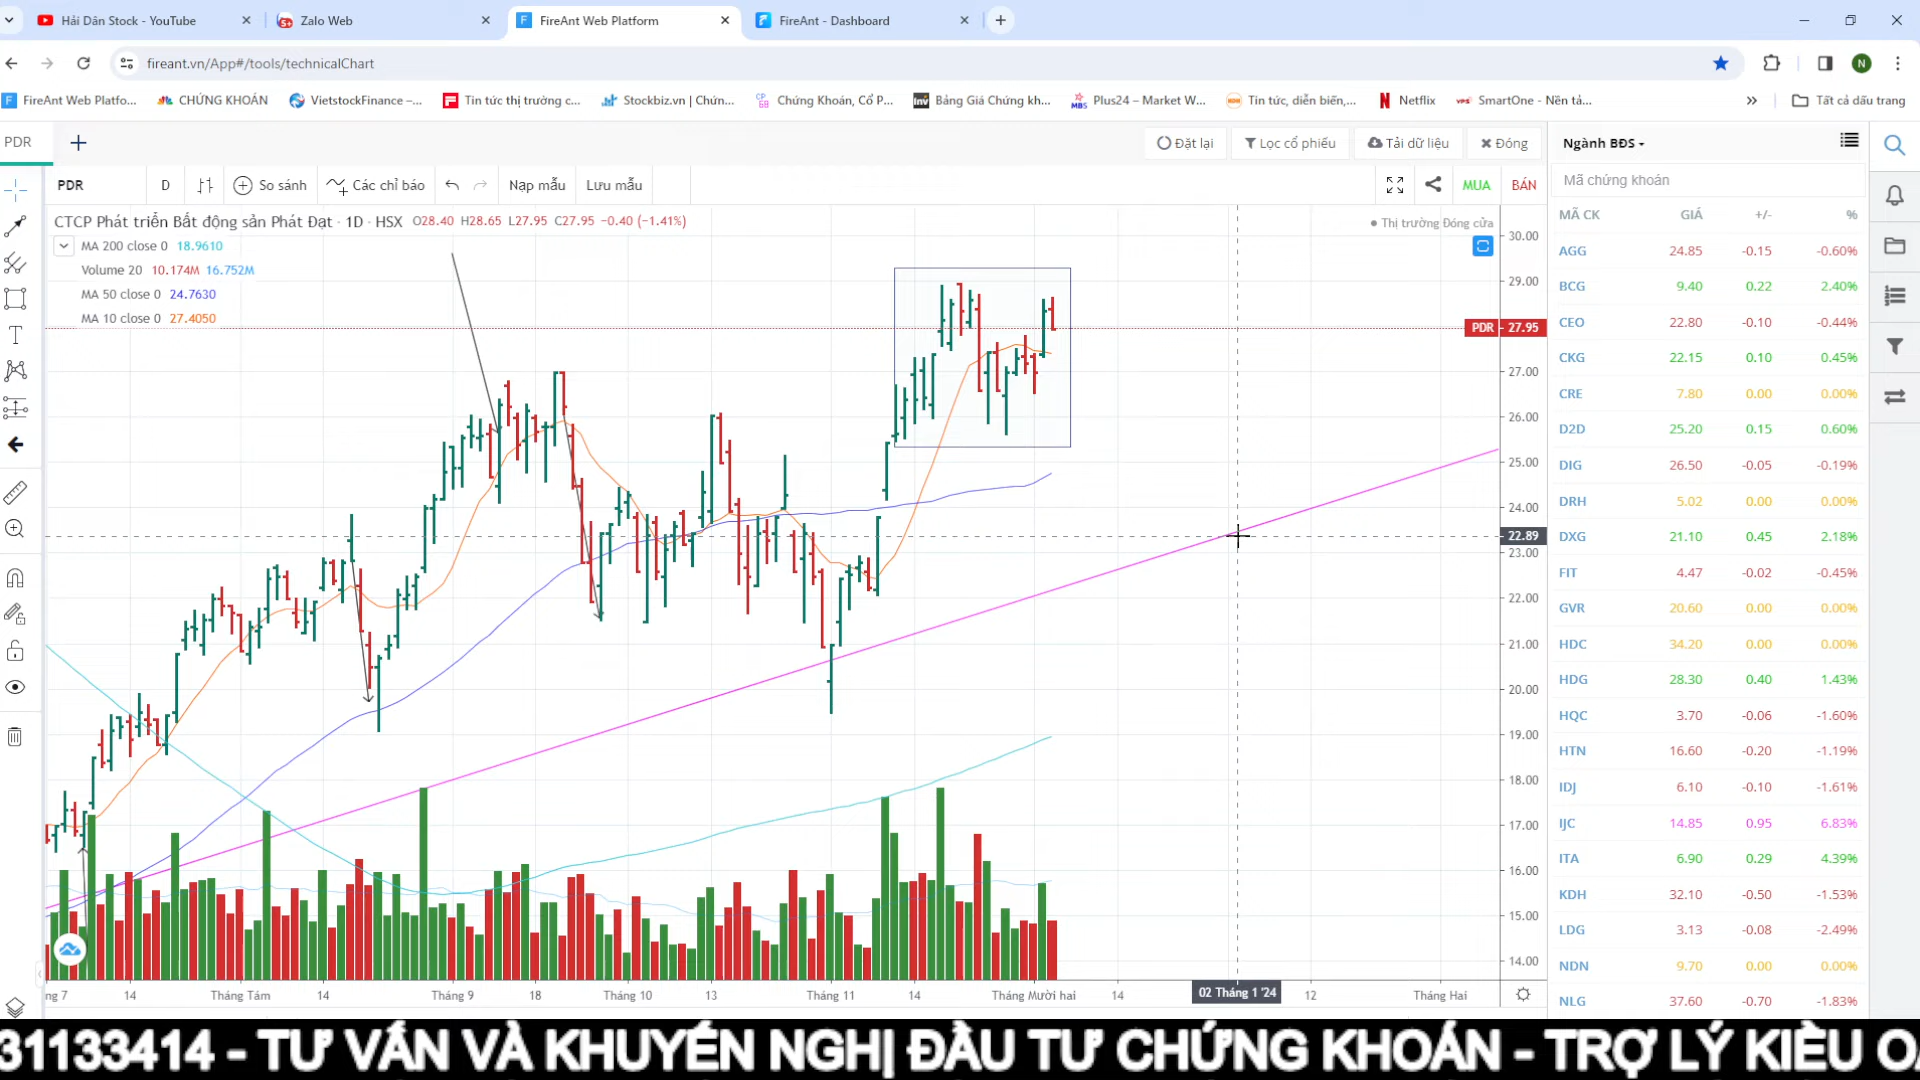 Hải Dân Stock - YouTube
Zalo Web
FireAnt Web Platform
FireAnt - Dashboard
fireant.vn/App#/tools/technicalChart
N
FireAnt Web Platfo...
CHỨNG KHOÁN
VietstockFinance –...
Tin tức thị trường c...
Stockbiz.vn | Chứn...
Chứng Khoán, Cổ P...
Bảng Giá Chứng kh...
Plus24 – Market W...
Tin tức, diễn biến,...
Netflix
SmartOne - Nền tả...
Tất cả dấu trang
PDR
Đặt lại
Lọc cổ phiếu
Tải dữ liệu
Đóng
PDR
D
So sánh
Các chỉ báo
Nạp mẫu
Lưu mẫu
MUA
BÁN
CTCP Phát triển Bất động sản Phát Đạt · 1D · HSX O28.40 H28.65 L27.95 C27.95 −0.40 (−1.41%)
Thị trường Đóng cửa
MA 200 close 0 18.9610
Volume 20 10.174M 16.752M
MA 50 close 0 24.7630
MA 10 close 0 27.4050
30.00
29.00
PDR 27.95
27.00
26.00
25.00
24.00
22.89
23.00
22.00
21.00
20.00
19.00
18.00
17.00
16.00
15.00
14.00
ng 7
14
Tháng Tám
14
Tháng 9
18
Tháng 10
13
Tháng 11
14
Tháng Mười hai
14
02 Tháng 1 '24
12
Tháng Hai
Ngành BĐS
Mã chứng khoán
MÃ CK GIÁ +/- %
AGG 24.85 -0.15 -0.60%
BCG 9.40 0.22 2.40%
CEO 22.80 -0.10 -0.44%
CKG 22.15 0.10 0.45%
CRE 7.80 0.00 0.00%
D2D 25.20 0.15 0.60%
DIG 26.50 -0.05 -0.19%
DRH 5.02 0.00 0.00%
DXG 21.10 0.45 2.18%
FIT 4.47 -0.02 -0.45%
GVR 20.60 0.00 0.00%
HDC 34.20 0.00 0.00%
HDG 28.30 0.40 1.43%
HQC 3.70 -0.06 -1.60%
HTN 16.60 -0.20 -1.19%
IDJ 6.10 -0.10 -1.61%
IJC 14.85 0.95 6.83%
ITA 6.90 0.29 4.39%
KDH 32.10 -0.50 -1.53%
LDG 3.13 -0.08 -2.49%
NDN 9.70 0.00 0.00%
NLG 37.60 -0.70 -1.83%
31133414 - TƯ VẤN VÀ KHUYẾN NGHỊ ĐẦU TƯ CHỨNG KHOÁN - TRỢ LÝ KIỀU OA